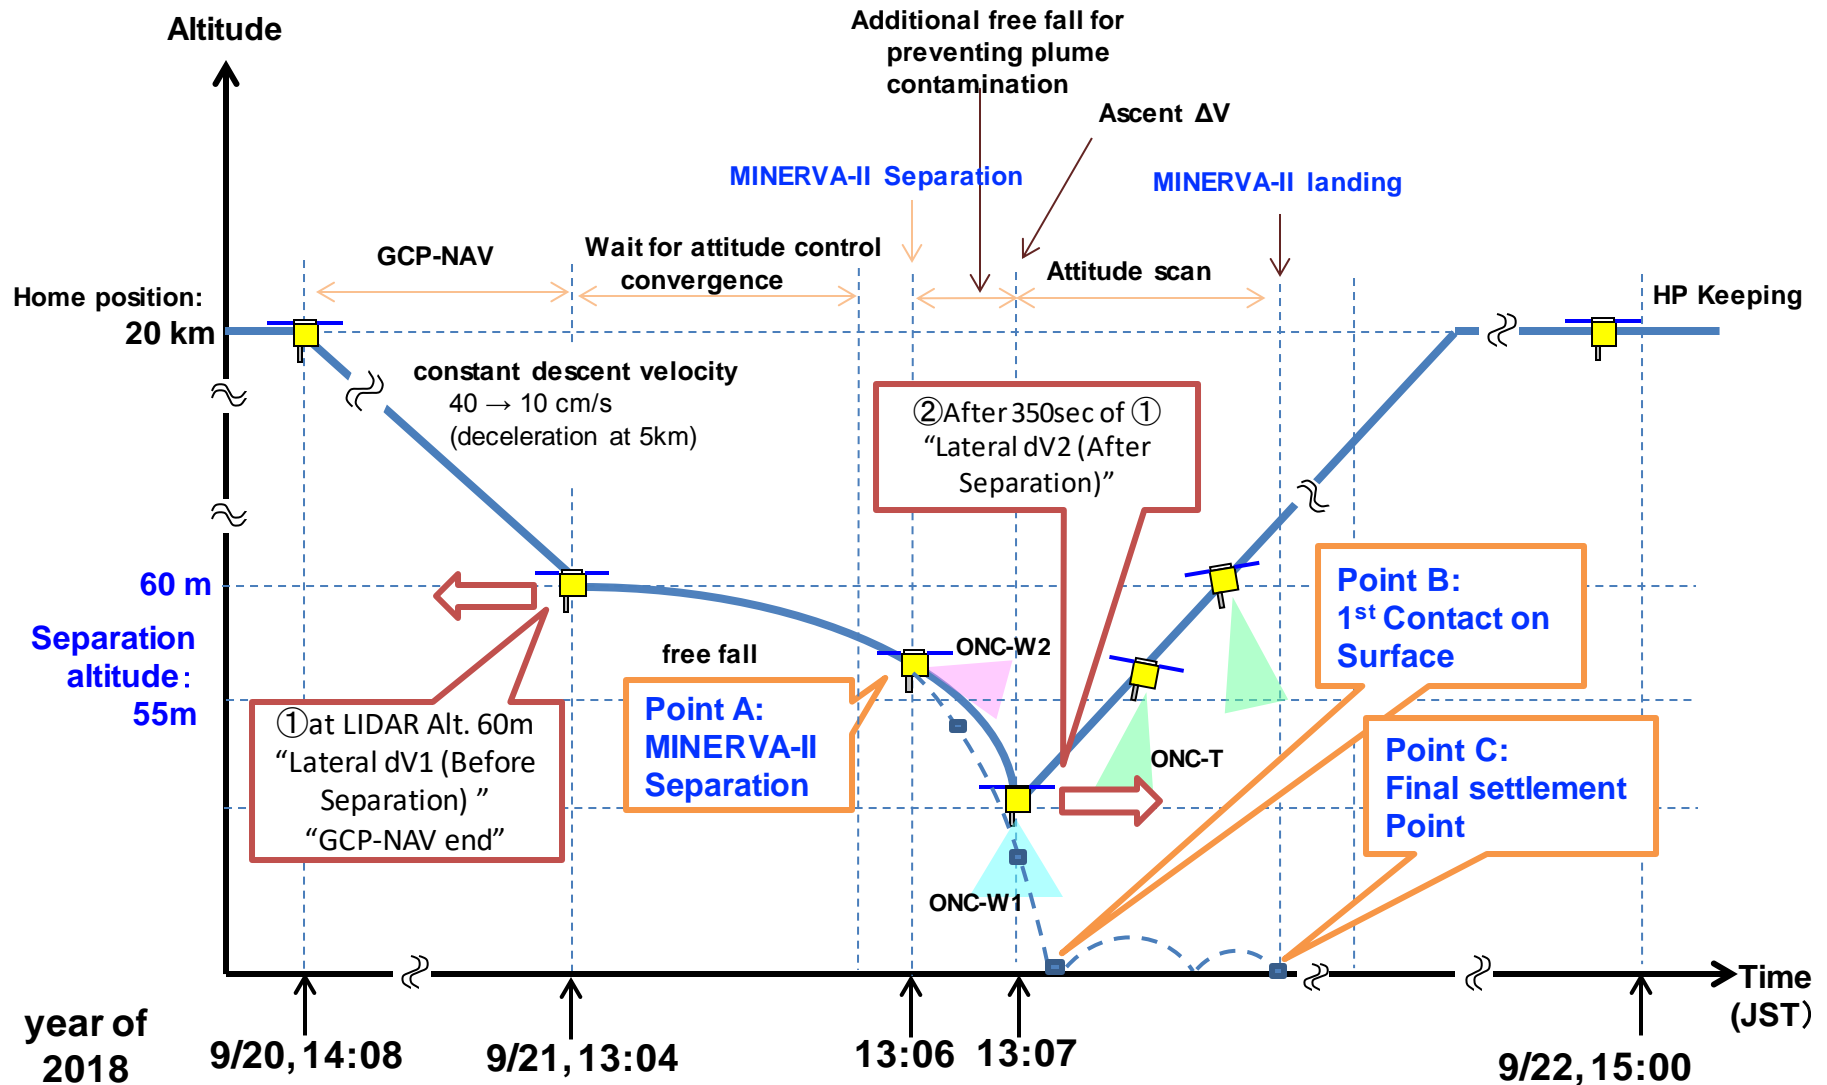 Altitude
Additional free fall for
preventing plume
contamination
Ascent ΔV
MINERVA-II Separation
MINERVA-II landing
GCP-NAV
Wait for attitude control
convergence
Attitude scan
Home position:
20 km
HP Keeping
constant descent velocity
40 → 10 cm/s
(deceleration at 5km)
②After 350sec of ①
“Lateral dV2 (After
Separation)”
60 m
Separation
altitude:
55m
free fall
ONC-W2
Point A:
MINERVA-II
Separation
①at LIDAR Alt. 60m
“Lateral dV1 (Before
Separation) ”
“GCP-NAV end”
Point B:
1st Contact on
Surface
ONC-T
Point C:
Final settlement
Point
ONC-W1
Time
(JST)
year of
2018
9/20, 14:08
9/21, 13:04
13:06
13:07
9/22, 15:00